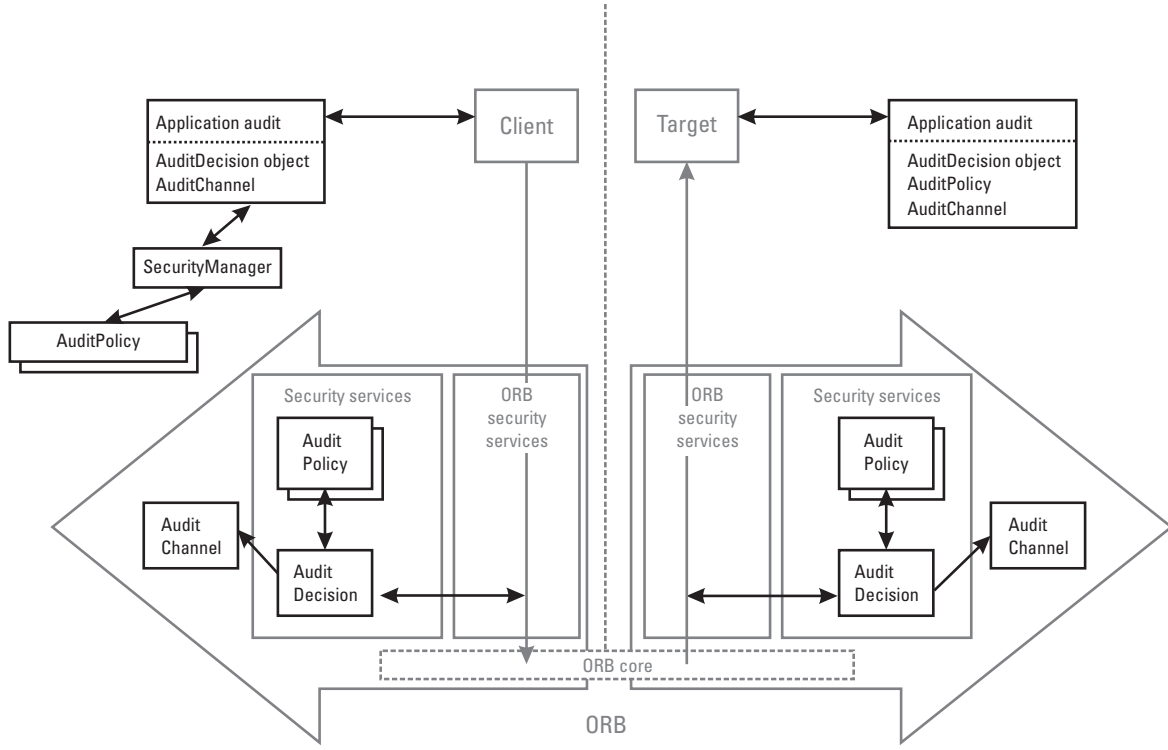 Client
Target
Application audit
AuditDecision object
AuditChannel
Application audit
AuditDecision object
AuditPolicy
AuditChannel
SecurityManager
AuditPolicy
Security services
ORB
security
services
ORB
security
services
Security services
Audit
Policy
Audit
Policy
Audit
Channel
Audit
Decision
Audit
Decision
Audit
Channel
ORB core
ORB